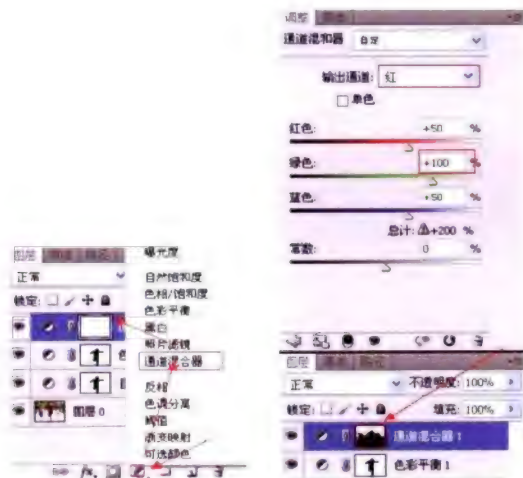 图层
正常
锁定:
图层 0
曝光度
自然饱和度
色相/饱和度
色彩平衡
黑白
照片滤镜
通道混合器
反相
色调分离
阈值
渐变映射
可选颜色
fx.
调整
通道混和器 自定
输出通道: 红
单色
红色: +50 %
绿色: +100 %
蓝色: +50 %
总计: +200 %
常数: 0 %
图层
正常 不透明度: 100%
锁定: 填充: 100%
通道混合器 1
色彩平衡 1